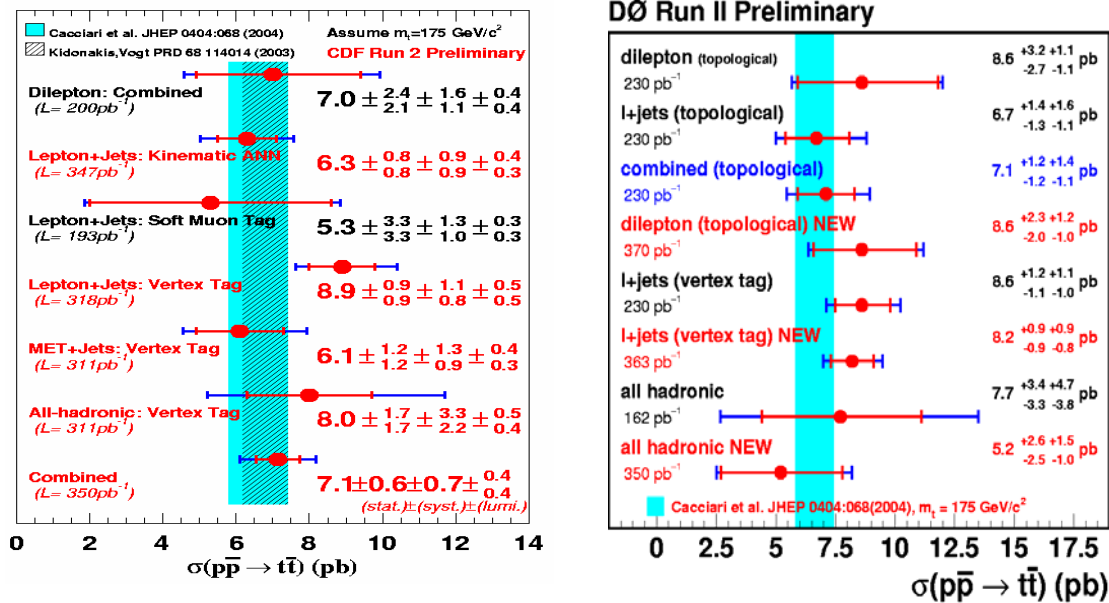 Cacciari et al. JHEP 0404:068 (2004)
Kidonakis,Vogt PRD 68 114014 (2003)
Assume mt=175 GeV/c²
CDF Run 2 Preliminary
Dilepton: Combined
(L= 200pb⁻¹)
7.0 ± 2.4 ± 1.6 ± 0.4
2.1 1.1 0.4
Lepton+Jets: Kinematic ANN
(L= 347pb⁻¹)
6.3 ± 0.8 ± 0.9 ± 0.4
0.8 0.9 0.3
Lepton+Jets: Soft Muon Tag
(L= 193pb⁻¹)
5.3 ± 3.3 ± 1.3 ± 0.3
3.3 1.0 0.3
Lepton+Jets: Vertex Tag
(L= 318pb⁻¹)
8.9 ± 0.9 ± 1.1 ± 0.5
0.9 0.8 0.5
MET+Jets: Vertex Tag
(L= 311pb⁻¹)
6.1 ± 1.2 ± 1.3 ± 0.4
1.2 0.9 0.3
All-hadronic: Vertex Tag
(L= 311pb⁻¹)
8.0 ± 1.7 ± 3.3 ± 0.5
1.7 2.2 0.4
Combined
(L= 350pb⁻¹)
7.1±0.6±0.7± 0.4
0.4
(stat.)±(syst.)±(lumi.)
0 2 4 6 8 10 12 14
σ(pp̅ → tt̅) (pb)
DØ Run II Preliminary
dilepton (topological)
230 pb⁻¹
8.6 +3.2 +1.1 pb
-2.7 -1.1
l+jets (topological)
230 pb⁻¹
6.7 +1.4 +1.6 pb
-1.3 -1.1
combined (topological)
230 pb⁻¹
7.1 +1.2 +1.4 pb
-1.2 -1.1
dilepton (topological) NEW
370 pb⁻¹
8.6 +2.3 +1.2 pb
-2.0 -1.0
l+jets (vertex tag)
230 pb⁻¹
8.6 +1.2 +1.1 pb
-1.1 -1.0
l+jets (vertex tag) NEW
363 pb⁻¹
8.2 +0.9 +0.9 pb
-0.9 -0.8
all hadronic
162 pb⁻¹
7.7 +3.4 +4.7 pb
-3.3 -3.8
all hadronic NEW
350 pb⁻¹
5.2 +2.6 +1.5 pb
-2.5 -1.0
Cacciari et al. JHEP 0404:068(2004), mt = 175 GeV/c²
0 2.5 5 7.5 10 12.5 15 17.5
σ(pp̅ → tt̅) (pb)